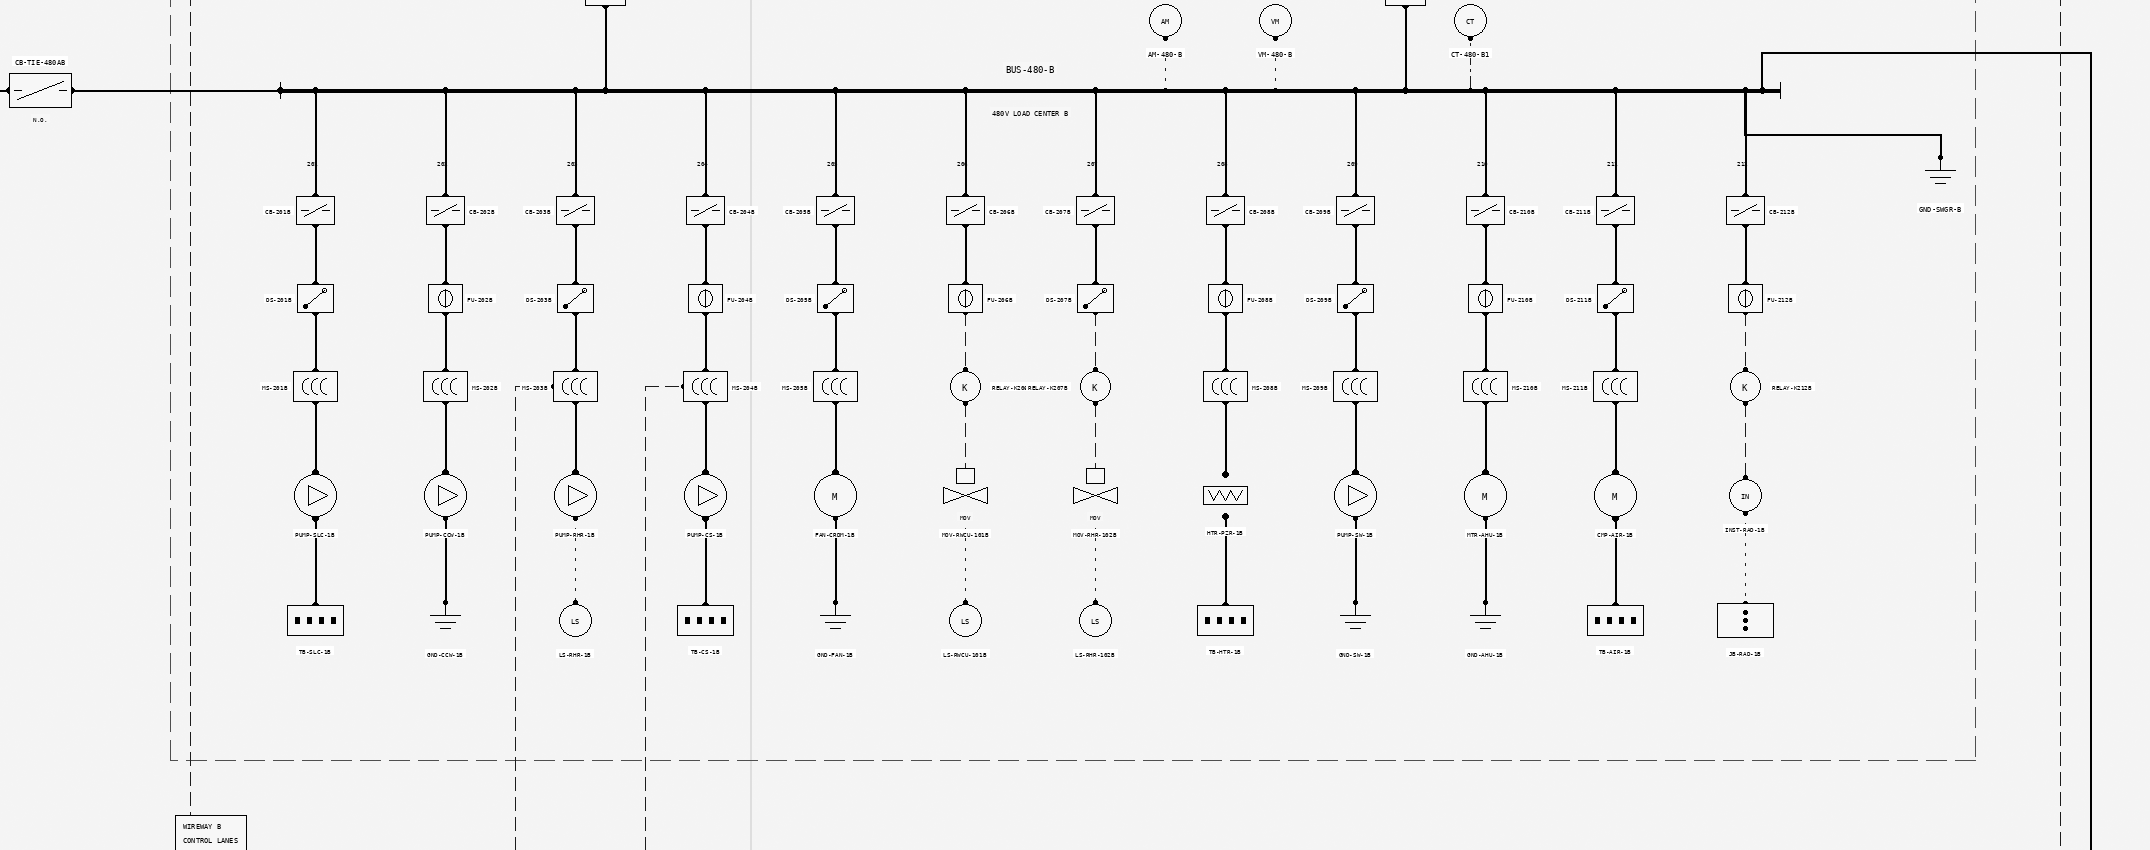 AM
VM
CT
AM-480-B
VM-480-B
CT-480-B1
CB-TIE-480AB
N.O.
BUS-480-B
480V LOAD CENTER B
GND-SWGR-B
CB-201B
CB-202B
CB-203B
CB-204B
CB-205B
CB-206B
CB-207B
CB-208B
CB-209B
CB-210B
CB-211B
CB-212B
DS-201B
FU-202B
DS-203B
FU-204B
DS-205B
FU-206B
DS-207B
FU-208B
DS-209B
FU-210B
DS-211B
FU-212B
MS-201B
MS-202B
MS-203B
MS-204B
MS-205B
K
RELAY-K207B
K
MS-208B
MS-209B
MS-210B
MS-211B
K
RELAY-K212B
M
M
M
IN
MOV
MOV
PUMP-SLC-1B
PUMP-CCW-1B
PUMP-RHR-1B
PUMP-CS-1B
FAN-CRDM-1B
MOV-RWCU-101B
MOV-RHR-102B
HTR-PZR-1B
PUMP-SW-1B
MTR-AHU-1B
CMP-AIR-1B
INST-RAD-1B
LS
LS
LS
TB-SLC-1B
GND-CCW-1B
LS-RHR-1B
TB-CS-1B
GND-FAN-1B
LS-RWCU-101B
LS-RHR-102B
TB-HTR-1B
GND-SW-1B
GND-AHU-1B
TB-AIR-1B
JB-RAD-1B
WIREWAY B
CONTROL LANES